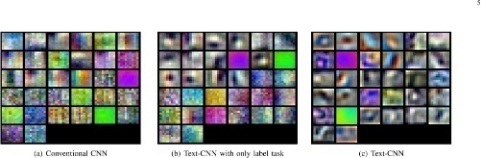 5
(a) Conventional CNN
(b) Text-CNN with only label task
(c) Text-CNN